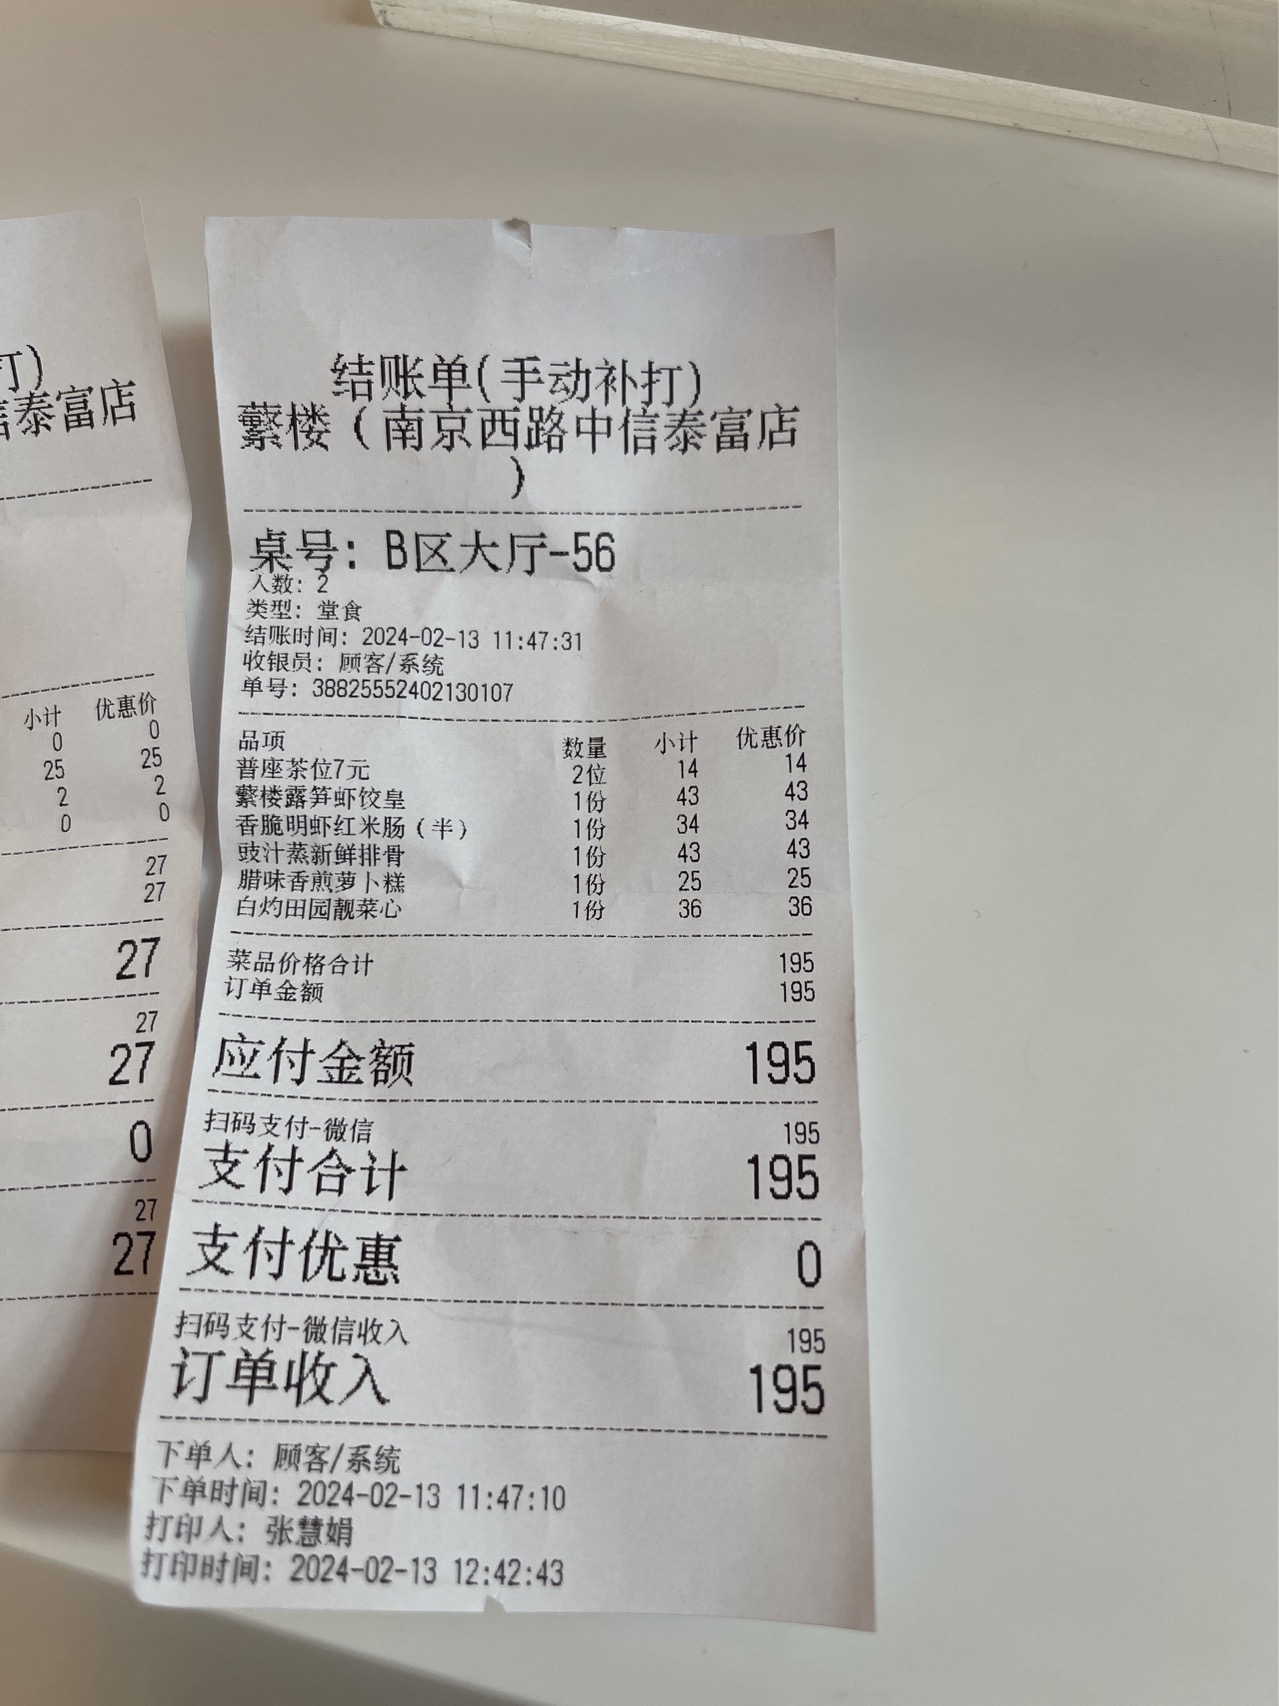 打)
信泰富店
小计 优惠价
0 0
25 25
2 2
0 0
27
27
27
27
27
0
27
27
结账单(手动补打)
蘩楼（南京西路中信泰富店
）
桌号: B区大厅-56
人数: 2
类型: 堂食
结账时间: 2024-02-13 11:47:31
收银员: 顾客/系统
单号: 38825552402130107
品项 数量 小计 优惠价
普座茶位7元 2位 14 14
蘩楼露笋虾饺皇 1份 43 43
香脆明虾红米肠（半） 1份 34 34
豉汁蒸新鲜排骨 1份 43 43
腊味香煎萝卜糕 1份 25 25
白灼田园靓菜心 1份 36 36
菜品价格合计 195
订单金额 195
应付金额 195
扫码支付-微信 195
支付合计 195
支付优惠 0
扫码支付-微信收入 195
订单收入 195
下单人: 顾客/系统
下单时间: 2024-02-13 11:47:10
打印人: 张慧娟
打印时间: 2024-02-13 12:42:43